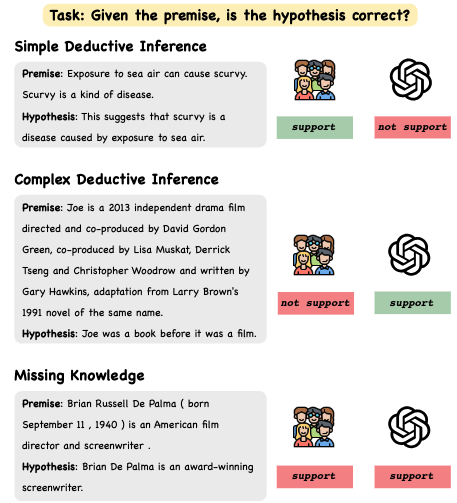 Task: Given the premise, is the hypothesis correct?
Simple Deductive Inference
Premise: Exposure to sea air can cause scurvy.
Scurvy is a kind of disease.
Hypothesis: This suggests that scurvy is a
disease caused by exposure to sea air.
support
not support
Complex Deductive Inference
Premise: Joe is a 2013 independent drama film
directed and co-produced by David Gordon
Green, co-produced by Lisa Muskat, Derrick
Tseng and Christopher Woodrow and written by
Gary Hawkins, adaptation from Larry Brown's
1991 novel of the same name.
Hypothesis: Joe was a book before it was a film.
not support
support
Missing Knowledge
Premise: Brian Russell De Palma ( born
September 11 , 1940 ) is an American film
director and screenwriter .
Hypothesis: Brian De Palma is an award-winning
screenwriter.
support
support